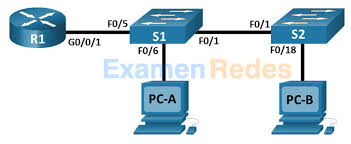 F0/5
F0/1
R1
G0/0/1
S1
F0/6
F0/1
S2
F0/18
ExamenRedes
PC-A
PC-B